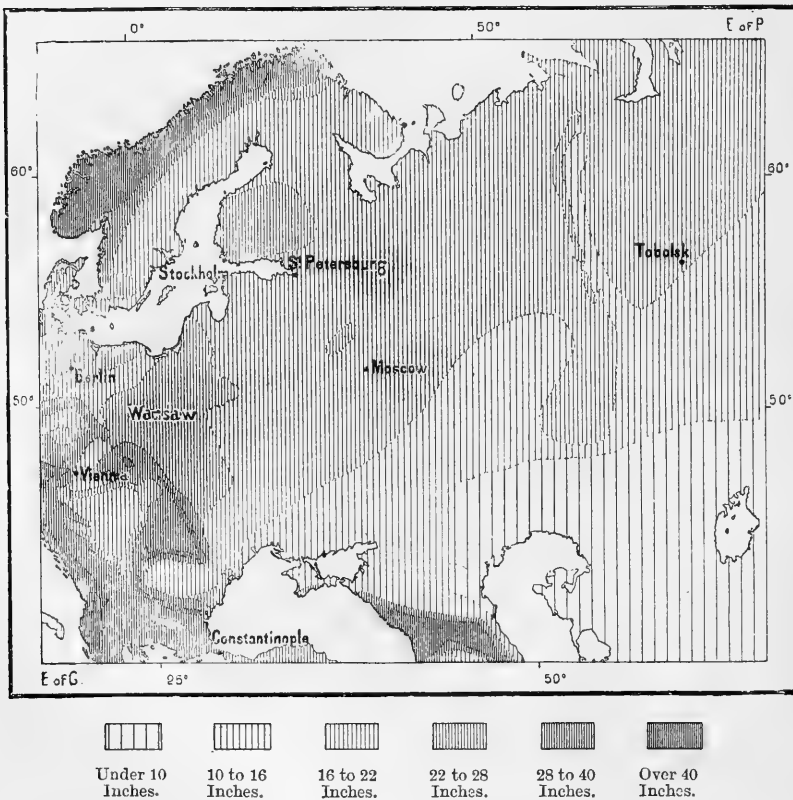 0° 50° E of P
60° 60°
Tobolsk
St Petersburg
Stockholm
Moscow
Berlin
50° 50°
Warsaw
Vienna
Constantinople
E of G. 25° 50°
Under 10 10 to 16 16 to 22 22 to 28 28 to 40 Over 40
Inches. Inches. Inches. Inches. Inches. Inches.